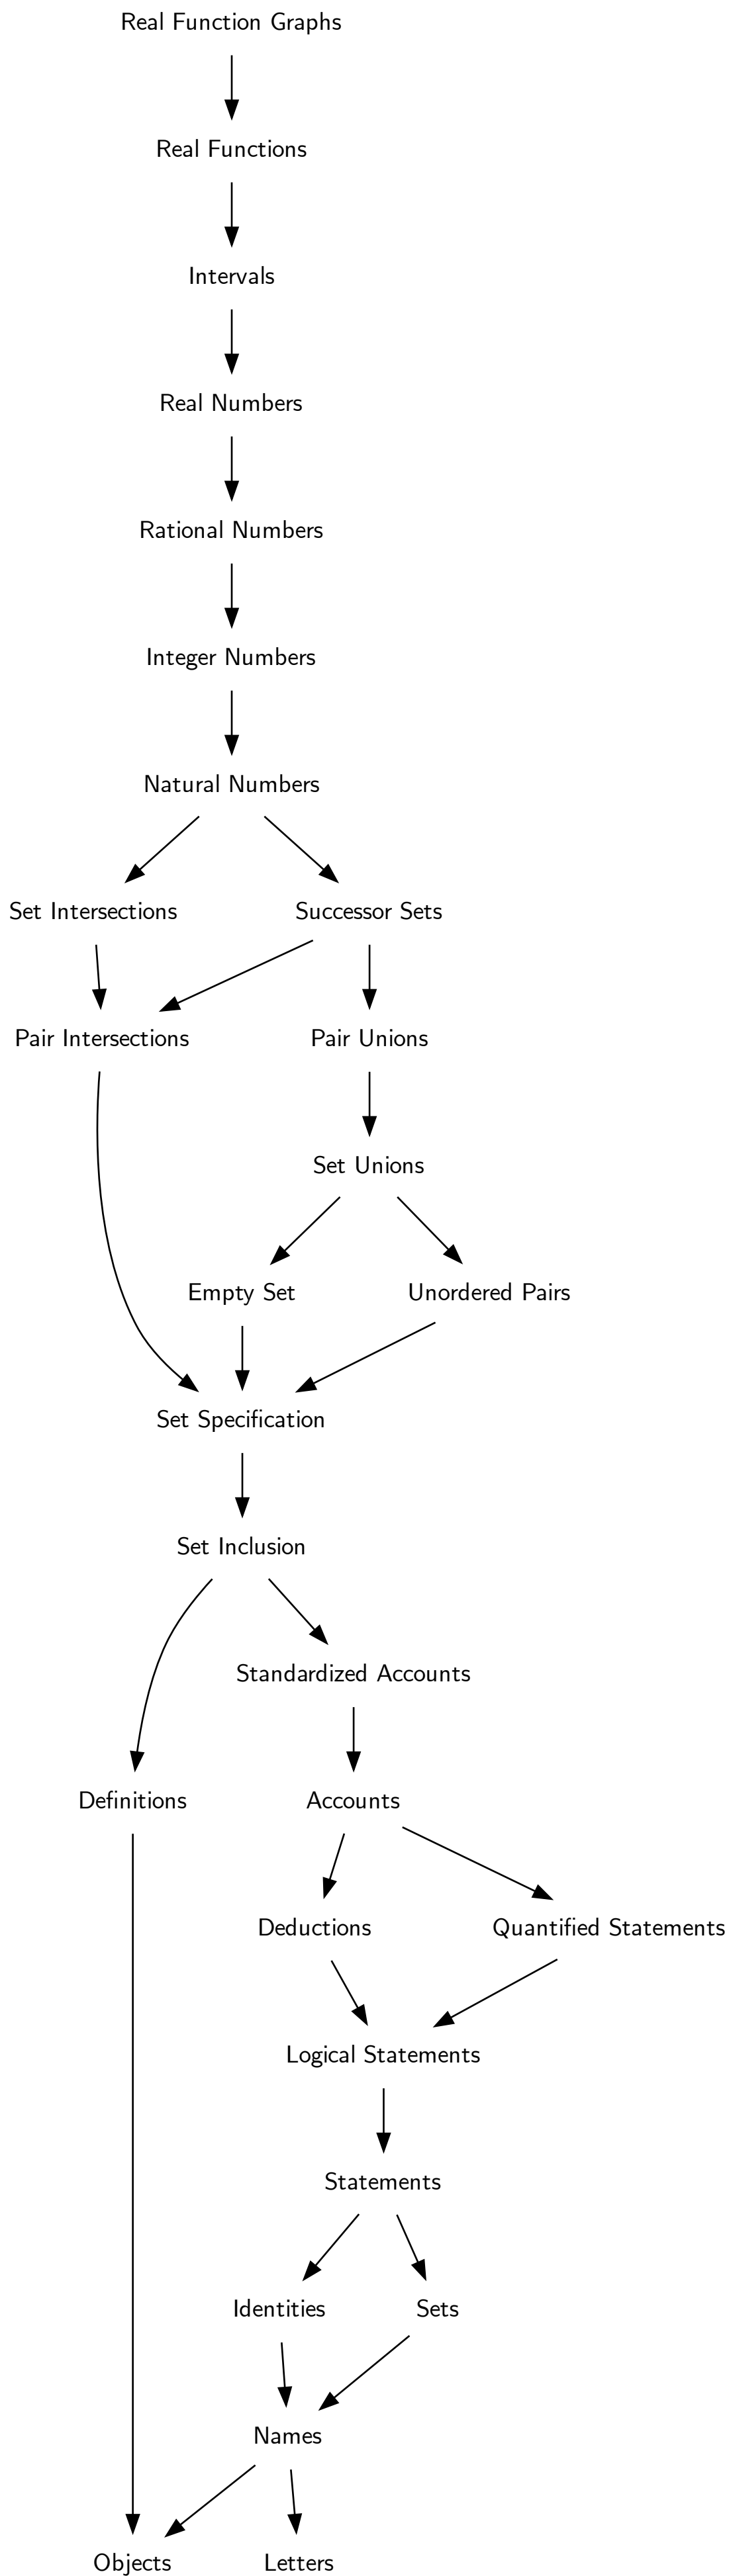 Real Function Graphs
Real Functions
Intervals
Real Numbers
Rational Numbers
Integer Numbers
Natural Numbers
Set Intersections
Successor Sets
Pair Intersections
Pair Unions
Set Unions
Empty Set
Unordered Pairs
Set Specification
Set Inclusion
Standardized Accounts
Definitions
Accounts
Deductions
Quantified Statements
Logical Statements
Statements
Identities
Sets
Names
Objects
Letters